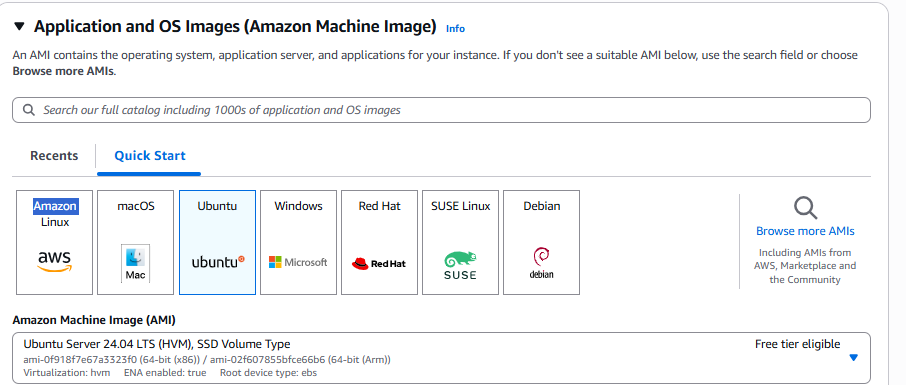 Application and OS Images (Amazon Machine Image) Info
An AMI contains the operating system, application server, and applications for your instance. If you don't see a suitable AMI below, use the search field or choose
Browse more AMIs.
Search our full catalog including 1000s of application and OS images
Recents
Quick Start
Amazon
Linux
aws
macOS
Mac
Ubuntu
ubuntu
Windows
Microsoft
Red Hat
Red Hat
SUSE Linux
SUSE
Debian
debian
Browse more AMIs
Including AMIs from
AWS, Marketplace and
the Community
Amazon Machine Image (AMI)
Ubuntu Server 24.04 LTS (HVM), SSD Volume Type
Free tier eligible
ami-0f918f7e67a3323f0 (64-bit (x86)) / ami-02f607855bfce66b6 (64-bit (Arm))
Virtualization: hvm ENA enabled: true Root device type: ebs